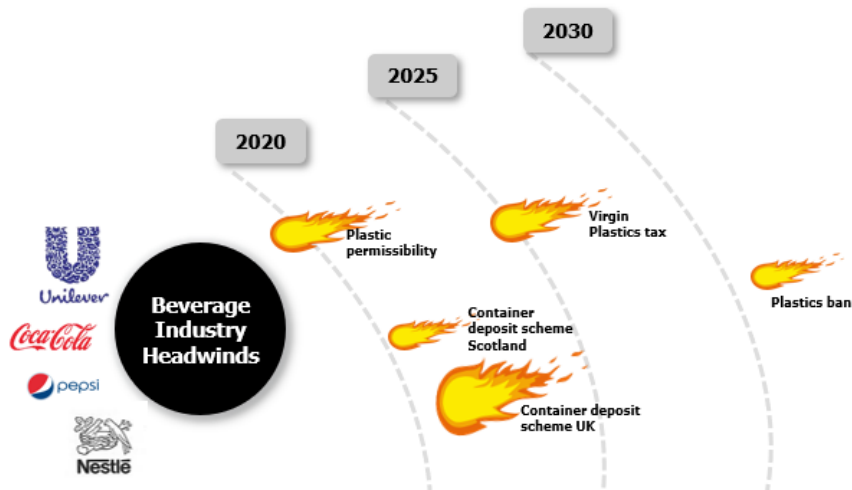 2030
2025
2020
Plastic
permissibility
Virgin
Plastics tax
Unilever
Beverage
Industry
Headwinds
Coca-Cola
pepsi
Nestlé
Container
deposit scheme
Scotland
Container deposit
scheme UK
Plastics ban